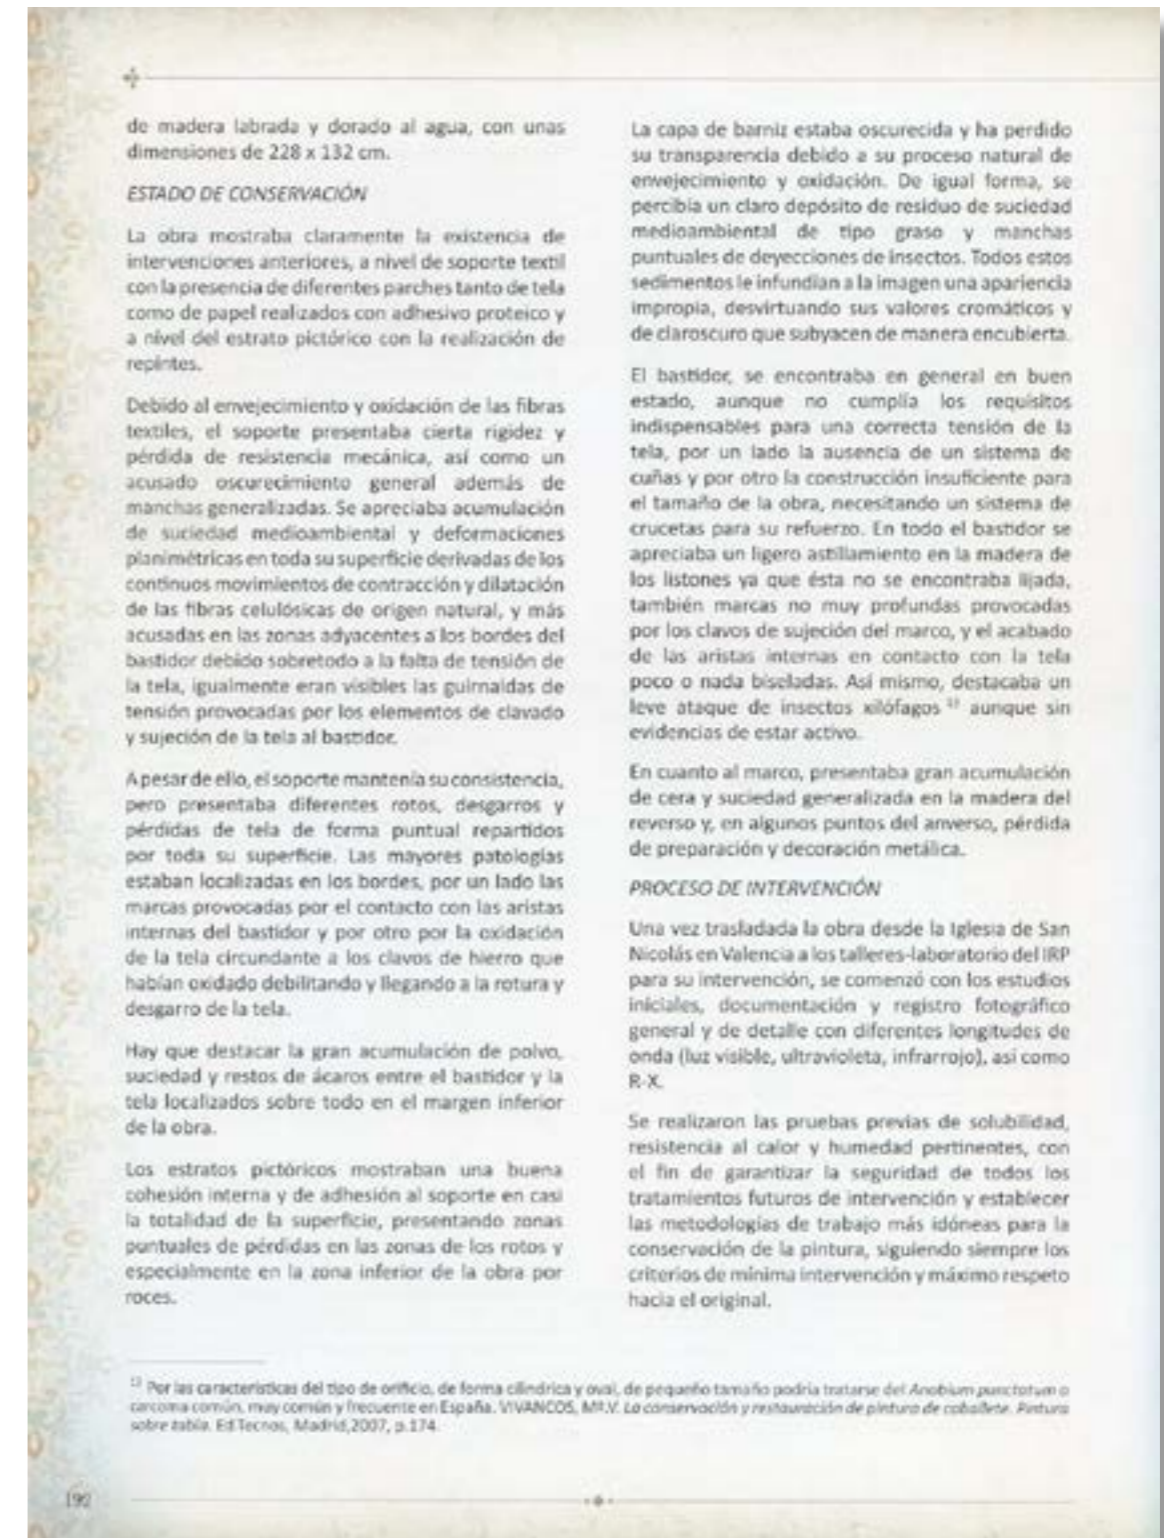 de madera labrada y dorado al agua, con unas
dimensiones de 228 x 132 cm.
ESTADO DE CONSERVACIÓN
La obra mostraba claramente la existencia de
intervenciones anteriores, a nivel de soporte textil
con la presencia de diferentes parches tanto de tela
como de papel realizados con adhesivo proteico y
a nivel del estrato pictórico con la realización de
repintes.
Debido al envejecimiento y oxidación de las fibras
textiles, el soporte presentaba cierta rigidez y
pérdida de resistencia mecánica, así como un
acusado oscurecimiento general además de
manchas generalizadas. Se apreciaba acumulación
de suciedad medioambiental y deformaciones
planimétricas en toda su superficie derivadas de los
continuos movimientos de contracción y dilatación
de las fibras celulósicas de origen natural, y más
acusadas en las zonas adyacentes a los bordes del
bastidor debido sobretodo a la falta de tensión de
la tela, igualmente eran visibles las guirnaldas de
tensión provocadas por los elementos de clavado
y sujeción de la tela al bastidor.
A pesar de ello, el soporte mantenía su consistencia,
pero presentaba diferentes rotos, desgarros y
pérdidas de tela de forma puntual repartidos
por toda su superficie. Las mayores patologías
estaban localizadas en los bordes, por un lado las
marcas provocadas por el contacto con las aristas
internas del bastidor y por otro por la oxidación
de la tela circundante a los clavos de hierro que
habían oxidado debilitando y llegando a la rotura y
desgarro de la tela.
Hay que destacar la gran acumulación de polvo,
suciedad y restos de ácaros entre el bastidor y la
tela localizados sobre todo en el margen inferior
de la obra.
Los estratos pictóricos mostraban una buena
cohesión interna y de adhesión al soporte en casi
la totalidad de la superficie, presentando zonas
puntuales de pérdidas en las zonas de los rotos y
especialmente en la zona inferior de la obra por
roces.
La capa de barniz estaba oscurecida y ha perdido
su transparencia debido a su proceso natural de
envejecimiento y oxidación. De igual forma, se
percibía un claro depósito de residuo de suciedad
medioambiental de tipo graso y manchas
puntuales de deyecciones de insectos. Todos estos
sedimentos le infundían a la imagen una apariencia
impropia, desvirtuando sus valores cromáticos y
de claroscuro que subyacen de manera encubierta.
El bastidor, se encontraba en general en buen
estado, aunque no cumplía los requisitos
indispensables para una correcta tensión de la
tela, por un lado la ausencia de un sistema de
cuñas y por otro la construcción insuficiente para
el tamaño de la obra, necesitando un sistema de
crucetas para su refuerzo. En todo el bastidor se
apreciaba un ligero astillamiento en la madera de
los listones ya que ésta no se encontraba lijada,
también marcas no muy profundas provocadas
por los clavos de sujeción del marco, y el acabado
de las aristas internas en contacto con la tela
poco o nada biseladas. Así mismo, destacaba un
leve ataque de insectos xilófagos ¹² aunque sin
evidencias de estar activo.
En cuanto al marco, presentaba gran acumulación
de cera y suciedad generalizada en la madera del
reverso y, en algunos puntos del anverso, pérdida
de preparación y decoración metálica.
PROCESO DE INTERVENCIÓN
Una vez trasladada la obra desde la Iglesia de San
Nicolás en Valencia a los talleres-laboratorio del IRP
para su intervención, se comenzó con los estudios
iniciales, documentación y registro fotográfico
general y de detalle con diferentes longitudes de
onda (luz visible, ultravioleta, infrarrojo), así como
R-X.
Se realizaron las pruebas previas de solubilidad,
resistencia al calor y humedad pertinentes, con
el fin de garantizar la seguridad de todos los
tratamientos futuros de intervención y establecer
las metodologías de trabajo más idóneas para la
conservación de la pintura, siguiendo siempre los
criterios de mínima intervención y máximo respeto
hacia el original.
¹² Por las características del tipo de orificio, de forma cilíndrica y oval, de pequeño tamaño podría tratarse del Anobium punctatum o
carcoma común, muy común y frecuente en España. VIVANCOS, Mª.V. La conservación y restauración de pintura de caballete. Pintura
sobre tabla. Ed.Tecnos, Madrid,2007, p.174.
190